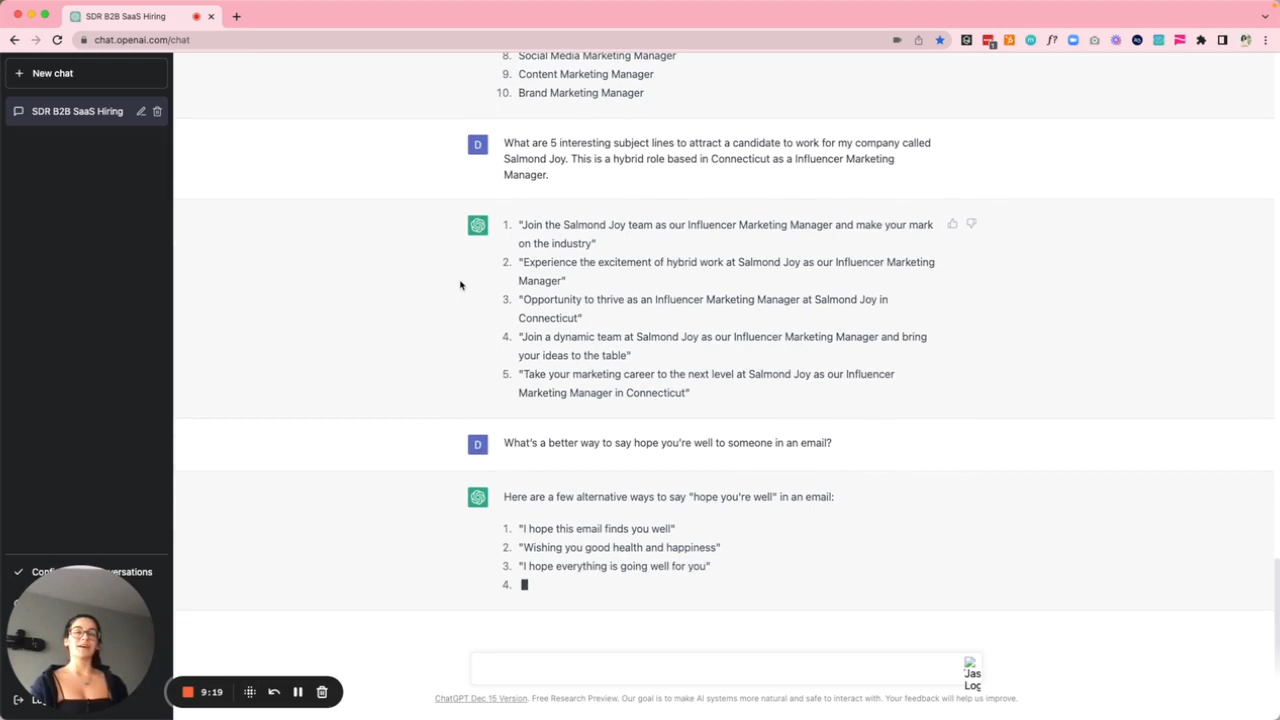 SDR B2B SaaS Hiring
chat.openai.com/chat
New chat
SDR B2B SaaS Hiring
8. Social Media Marketing Manager
9. Content Marketing Manager
10. Brand Marketing Manager
D
What are 5 interesting subject lines to attract a candidate to work for my company called
Salmond Joy. This is a hybrid role based in Connecticut as a Influencer Marketing
Manager.
1. "Join the Salmond Joy team as our Influencer Marketing Manager and make your mark
on the industry"
2. "Experience the excitement of hybrid work at Salmond Joy as our Influencer Marketing
Manager"
3. "Opportunity to thrive as an Influencer Marketing Manager at Salmond Joy in
Connecticut"
4. "Join a dynamic team at Salmond Joy as our Influencer Marketing Manager and bring
your ideas to the table"
5. "Take your marketing career to the next level at Salmond Joy as our Influencer
Marketing Manager in Connecticut"
D
What's a better way to say hope you're well to someone in an email?
Here are a few alternative ways to say "hope you're well" in an email:
1. "I hope this email finds you well"
2. "Wishing you good health and happiness"
3. "I hope everything is going well for you"
4.
9:19
ChatGPT Dec 15 Version. Free Research Preview. Our goal is to make AI systems more natural and safe to interact with. Your feedback will help us improve.